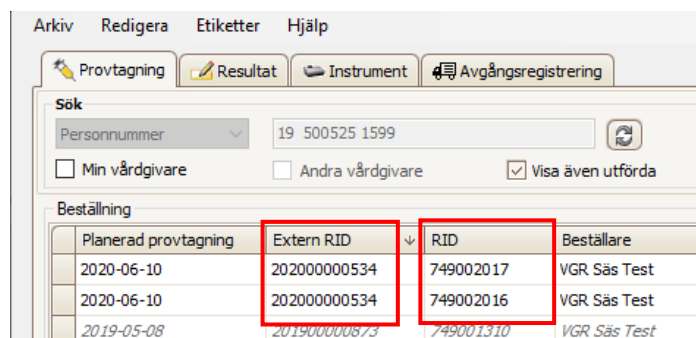 Arkiv Redigera Etiketter Hjälp
Provtagning Resultat Instrument Avgångsregistrering
Sök
Personnummer 19 500525 1599
Min vårdgivare Andra vårdgivare Visa även utförda
Beställning
Planerad provtagning Extern RID RID Beställare
2020-06-10 202000000534 749002017 VGR Säs Test
2020-06-10 202000000534 749002016 VGR Säs Test
2019-05-08 201900000873 749001310 VGR Säs Test